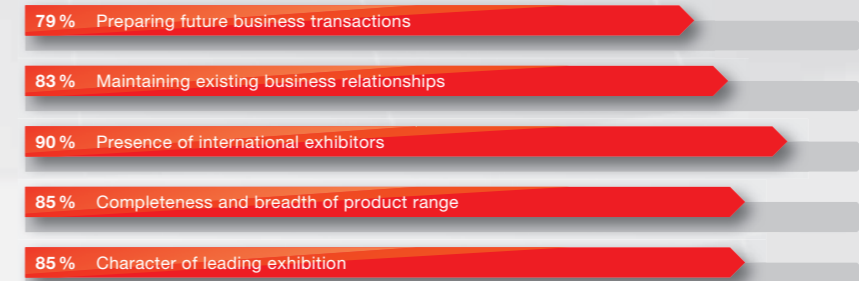 79 % Preparing future business transactions
83 % Maintaining existing business relationships
90 % Presence of international exhibitors
85 % Completeness and breadth of product range
85 % Character of leading exhibition